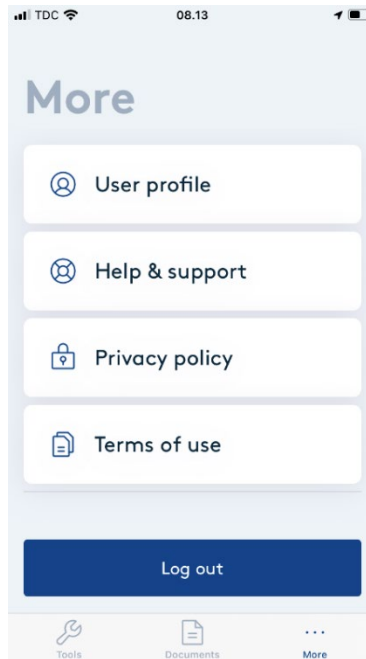 TDC 08.13
More
User profile
Help & support
Privacy policy
Terms of use
Log out
Tools Documents More